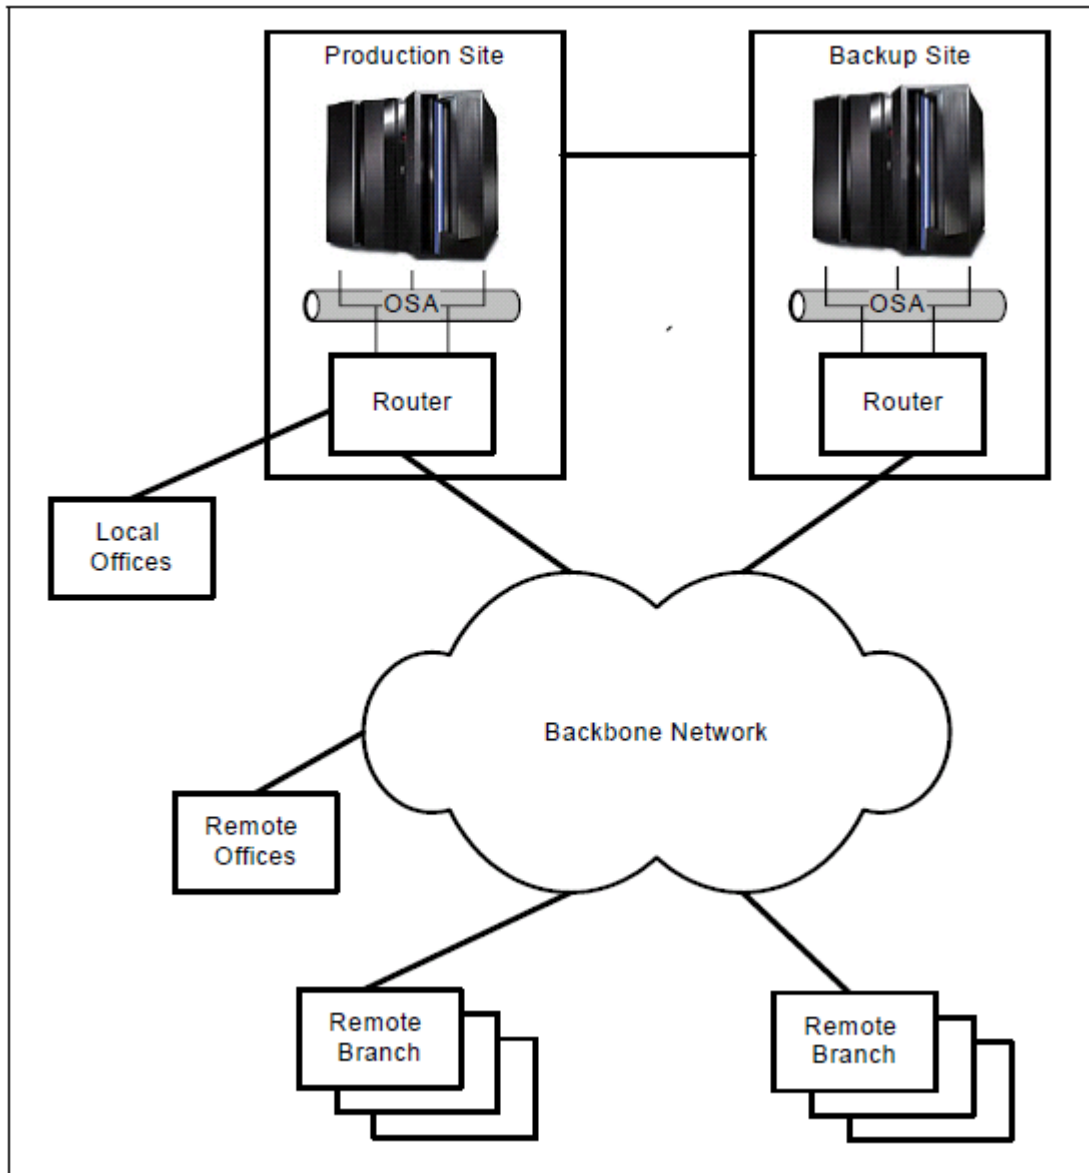 Production Site
Backup Site
OSA
OSA
Router
Router
Local
Offices
Backbone Network
Remote
Offices
Remote
Branch
Remote
Branch